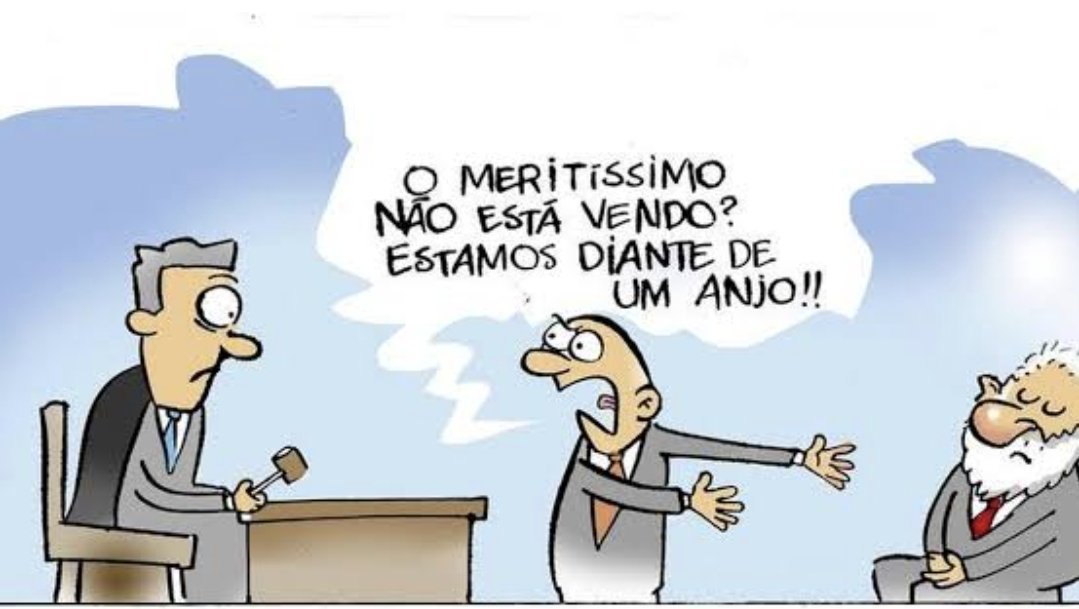 O MERITÍSSIMO
NÃO ESTÁ VENDO?
ESTAMOS DIANTE DE
UM ANJO!!